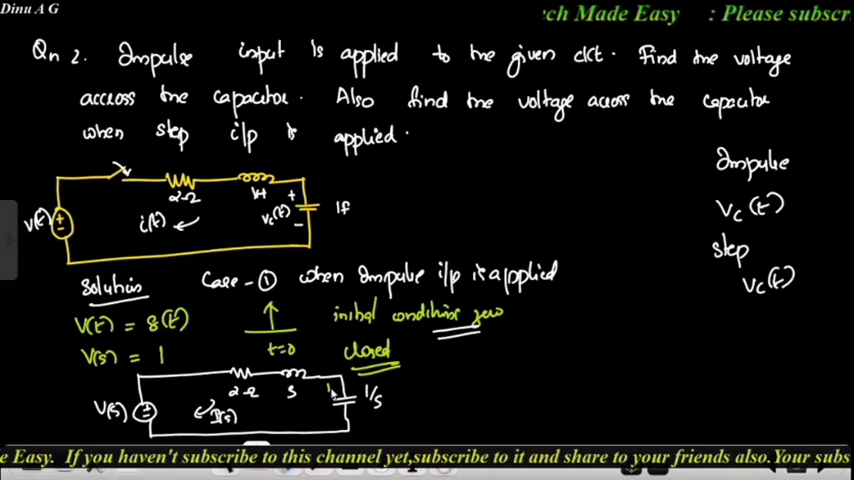 Dinu A G
ch Made Easy : Please subscr
Qn 2. Impulse input is applied to the given ckt. Find the voltage
accross the capacitor. Also find the voltage across the capacitor
when step i/p is applied.
Impulse
Vc(t)
step
Vc(t)
2Ω
1H
V(t)
+
-
i(t)
+
Vc(t)
-
1f
Solution
Case - ① when Impulse i/p is applied
V(t) = δ(t)
initial conditions zero
t=0
V(s) = 1
closed
2Ω
S
1/S
V(s)
+
-
I(s)
e Easy. If you haven't subscribe to this channel yet,subscribe to it and share to your friends also.Your subs